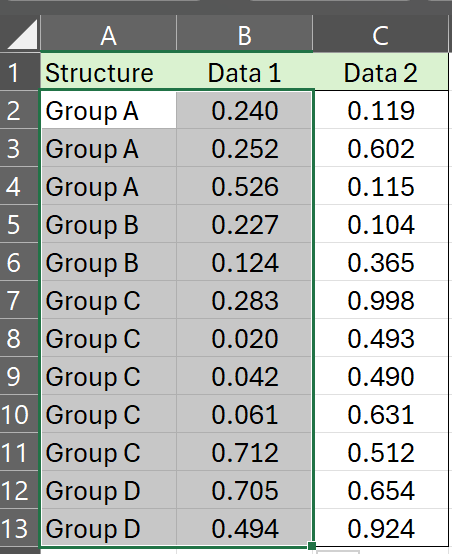 A B C
1 Structure Data 1 Data 2
2 Group A 0.240 0.119
3 Group A 0.252 0.602
4 Group A 0.526 0.115
5 Group B 0.227 0.104
6 Group B 0.124 0.365
7 Group C 0.283 0.998
8 Group C 0.020 0.493
9 Group C 0.042 0.490
10 Group C 0.061 0.631
11 Group C 0.712 0.512
12 Group D 0.705 0.654
13 Group D 0.494 0.924